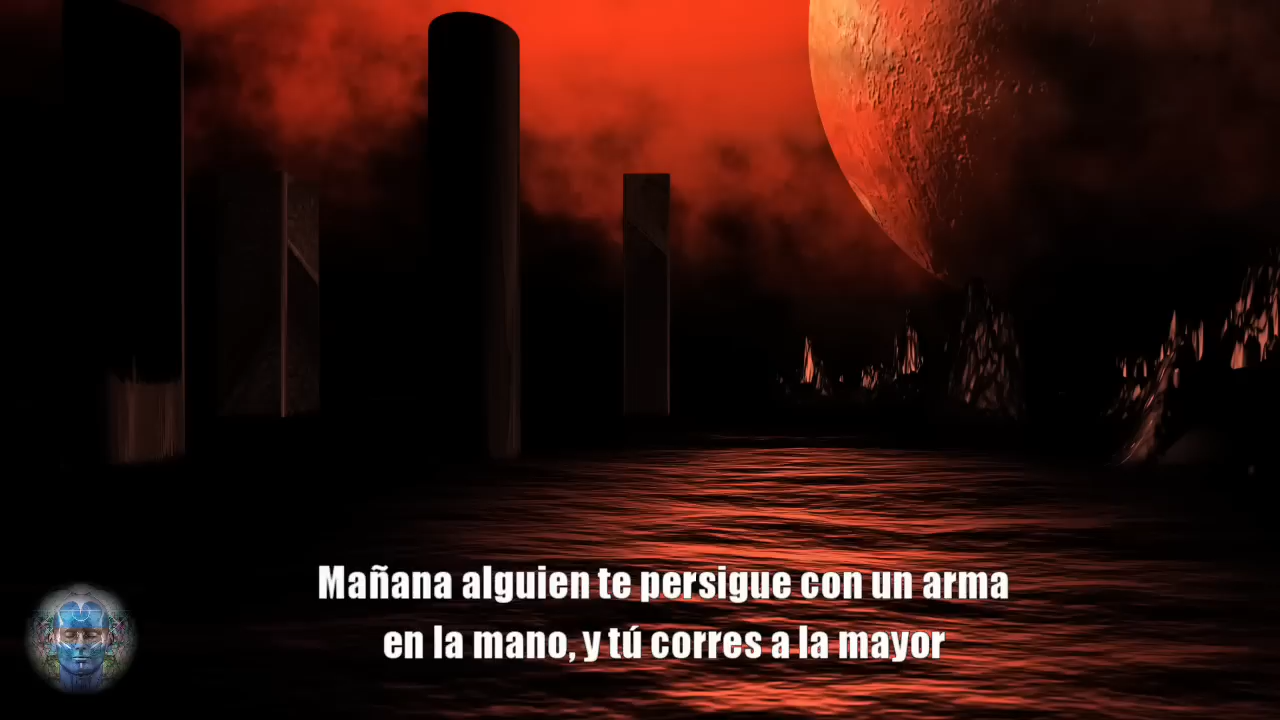 Mañana alguien te persigue con un arma
en la mano, y tú corres a la mayor